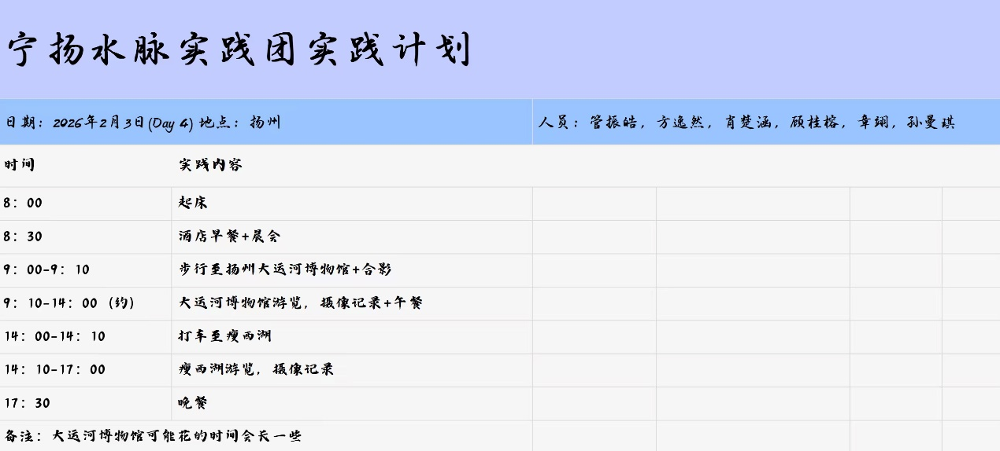 宁扬水脉实践团实践计划
日期：2026年2月3日(Day 4) 地点：扬州 人员：管振皓，方逸然，肖楚涵，顾桂榕，章翊，孙曼琪
时间 实践内容
8：00 起床
8：30 酒店早餐+晨会
9：00-9：10 步行至扬州大运河博物馆+合影
9：10-14：00（约） 大运河博物馆游览，摄像记录+午餐
14：00-14：10 打车至瘦西湖
14：10-17：00 瘦西湖游览，摄像记录
17：30 晚餐
备注：大运河博物馆可能花的时间会长一些